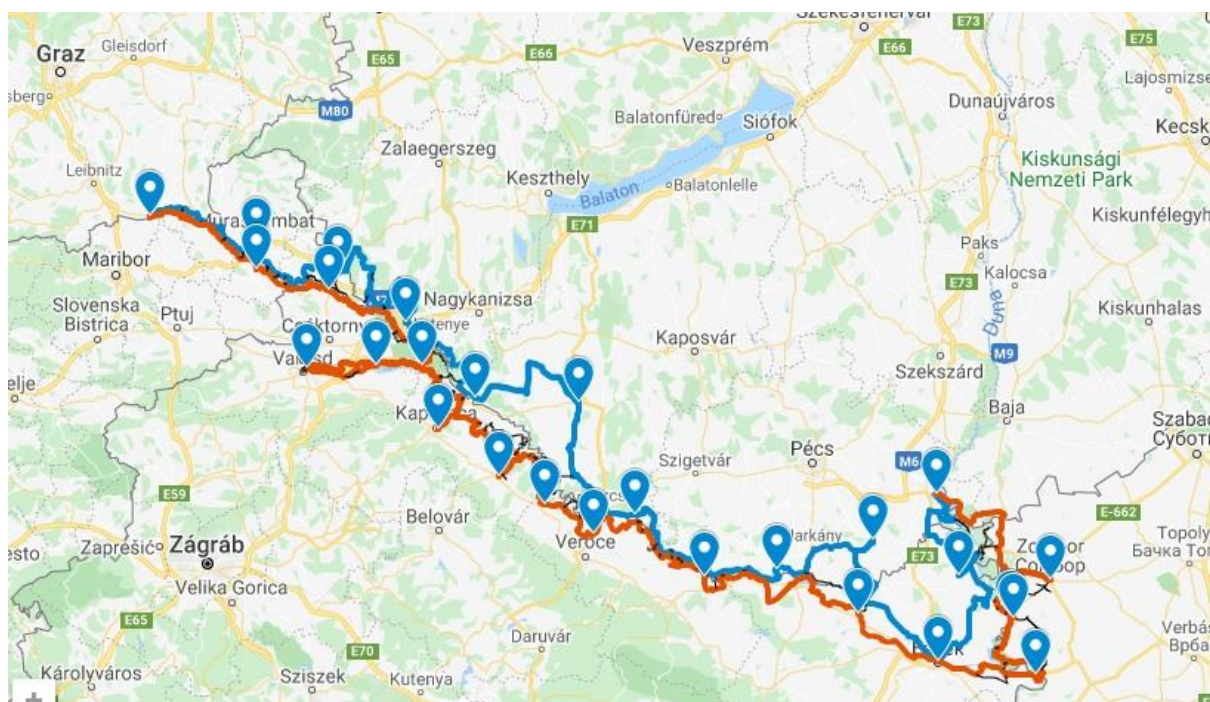 Székesfehérvár
E73
Graz
Gleisdorf
E66
E65
Veszprém
E66
E75
Lajosmizse
M80
Balatonfüred
Siófok
Dunaújváros
Zalaegerszeg
Kecsk
Leibnitz
Keszthely
Balaton
Balatonlelle
Kiskunsági
Nemzeti Park
E71
Kiskunfélegyh
Maribor
Paks
E73
Kalocsa
Slovenska
Bistrica
Ptuj
Nagykanizsa
Duna
Kiskunhalas
Kaposvár
M9
Szekszárd
Baja
Szabad
Суботи
Pécs
Szigetvár
M6
E59
Belovár
E-662
Zaprešić
Zágráb
Verőce
E73
Topoly
Бачка То
Velika Gorica
E65
Daruvár
Verbás
Врба
E70
Károlyváros
Sziszek
Kutenya
+